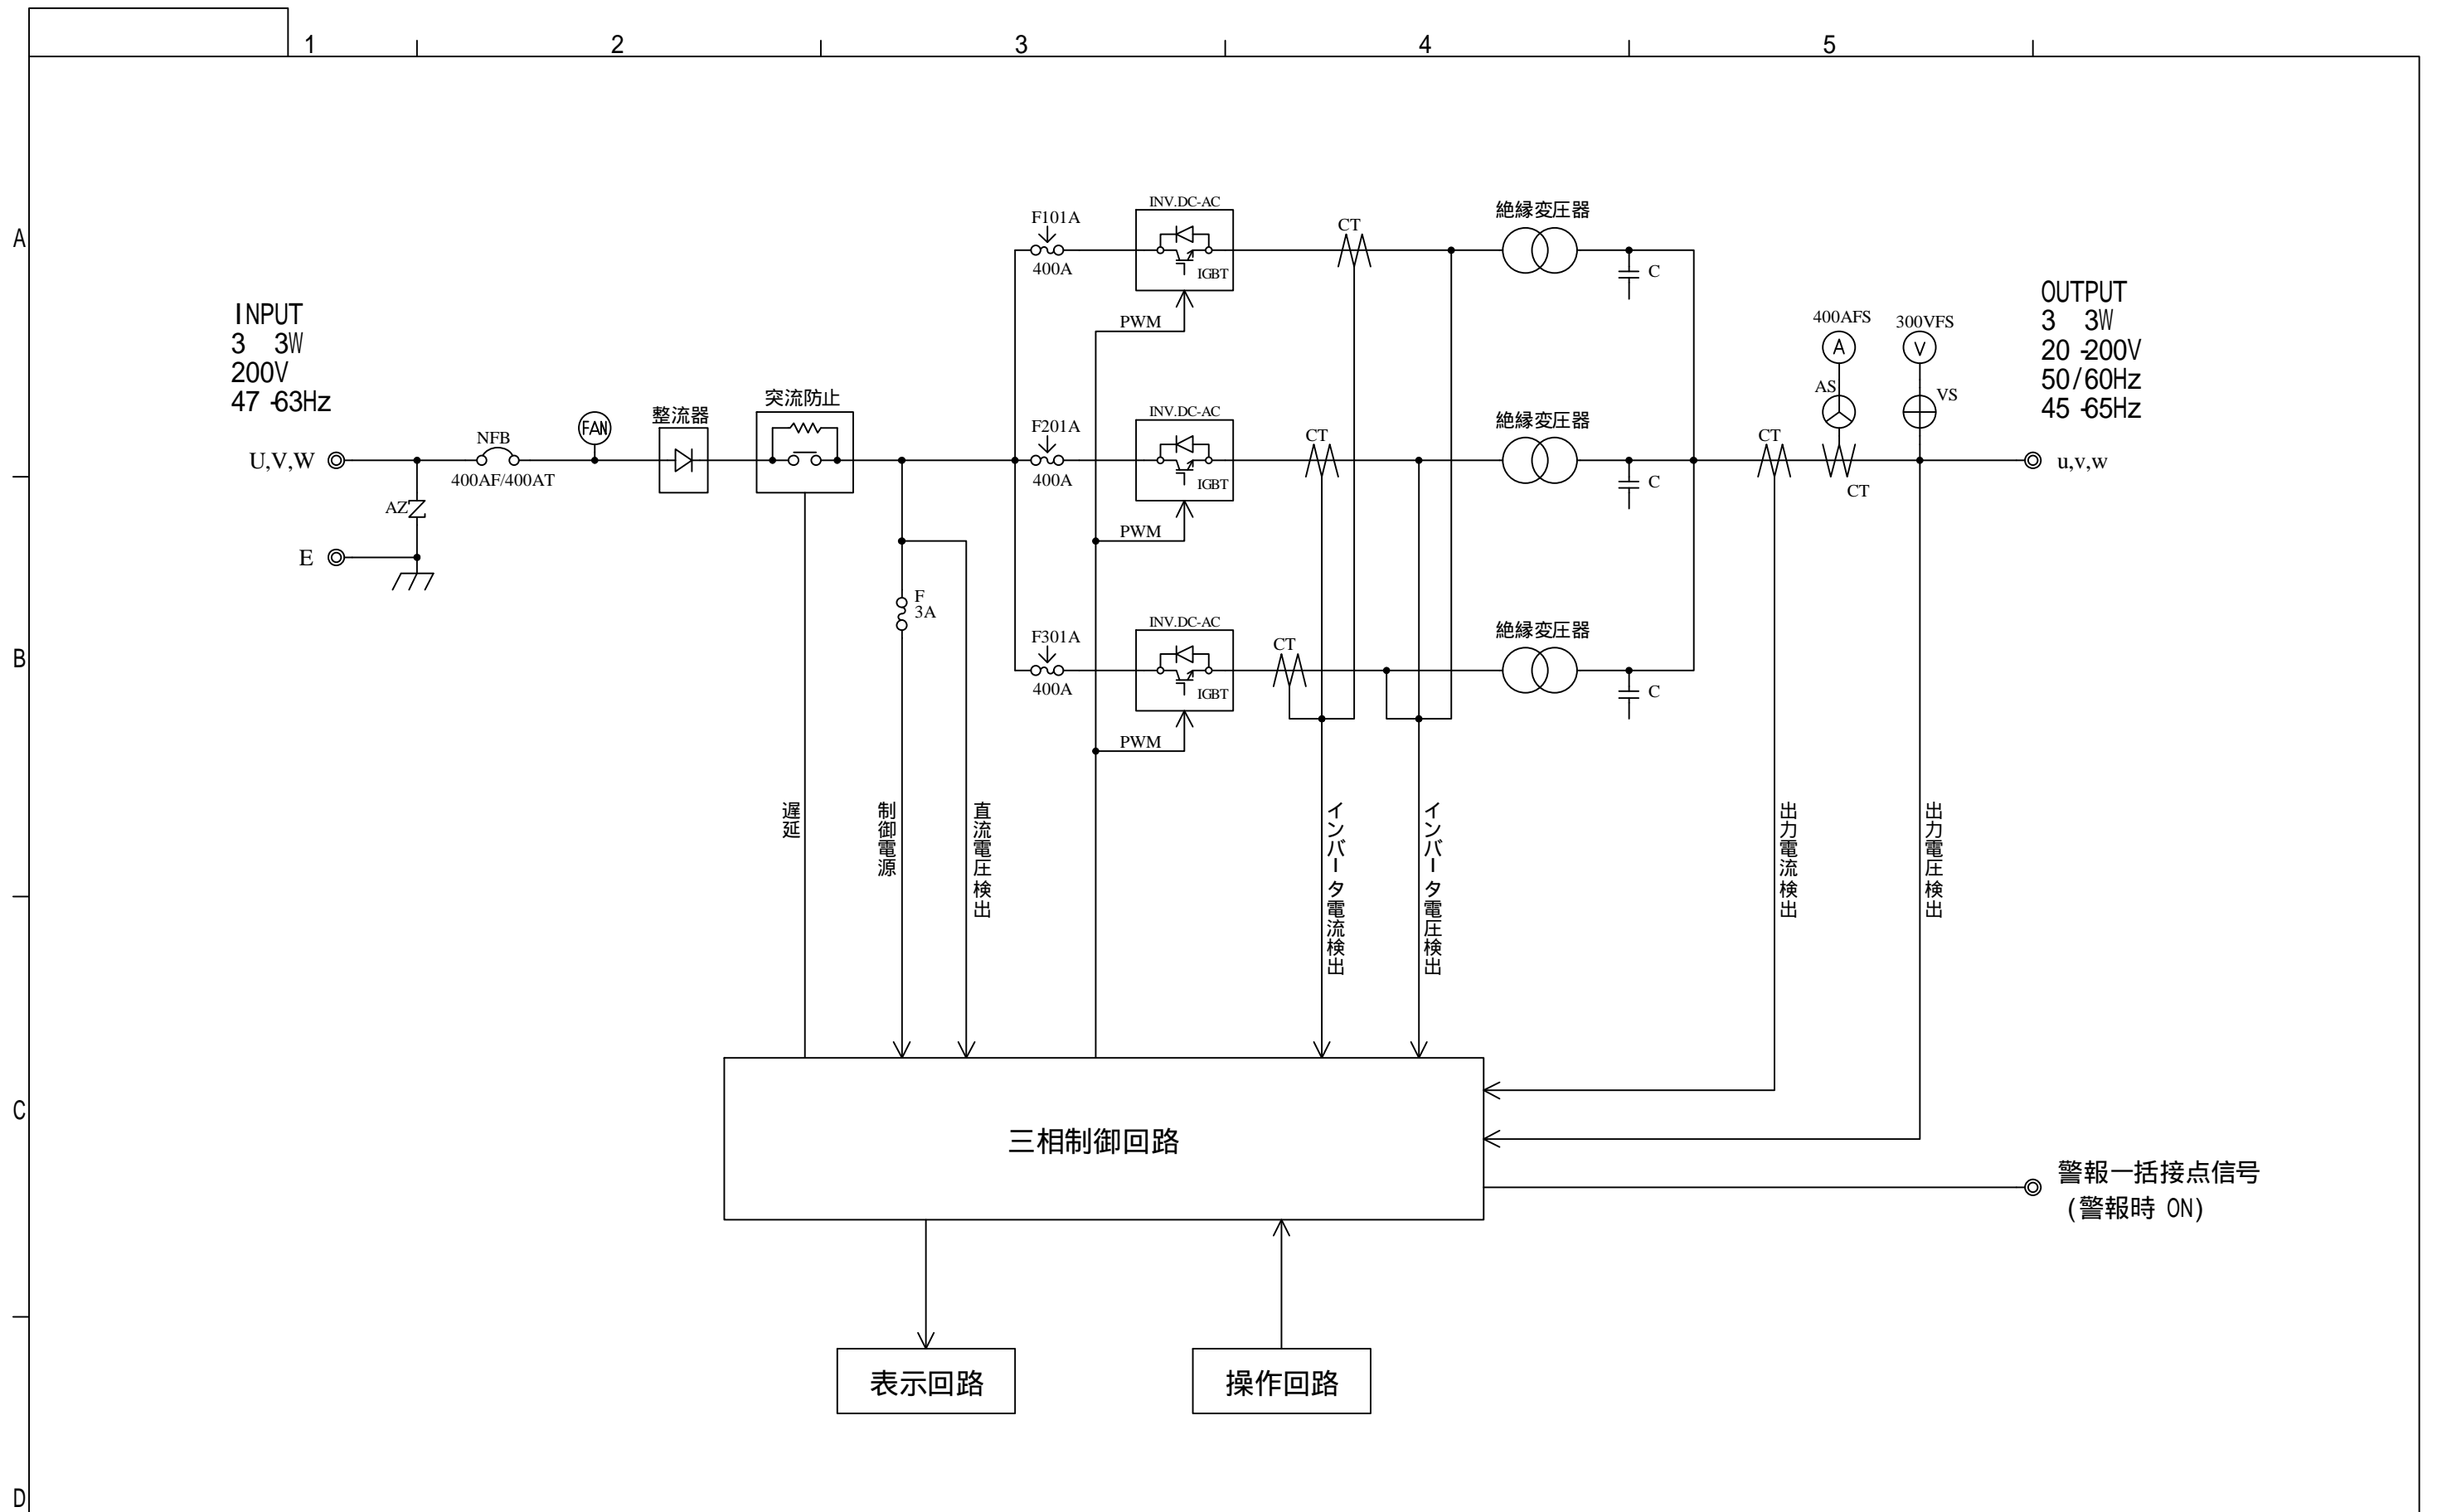 1
2
3
4
5
A
B
C
D
INPUT
3 3W
200V
47-63Hz
U,V,W
E
AZ
NFB
400AF/400AT
FAN
整流器
突流防止
F
3A
F101A
400A
INV.DC-AC
IGBT
PWM
CT
絶縁変圧器
C
F201A
400A
INV.DC-AC
IGBT
PWM
CT
絶縁変圧器
C
F301A
400A
INV.DC-AC
IGBT
PWM
CT
絶縁変圧器
C
CT
400AFS
A
AS
CT
300VFS
V
VS
OUTPUT
3 3W
20-200V
50/60Hz
45-65Hz
u,v,w
遅延
制御電源
直流電圧検出
インバータ電流検出
インバータ電圧検出
出力電流検出
出力電圧検出
三相制御回路
警報一括接点信号
(警報時 ON)
表示回路
操作回路